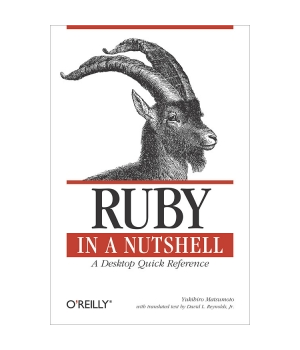 RUBY
IN A NUTSHELL
A Desktop Quick Reference
Yukihiro Matsumoto
O'REILLY®
with translated text by David L. Reynolds, Jr.